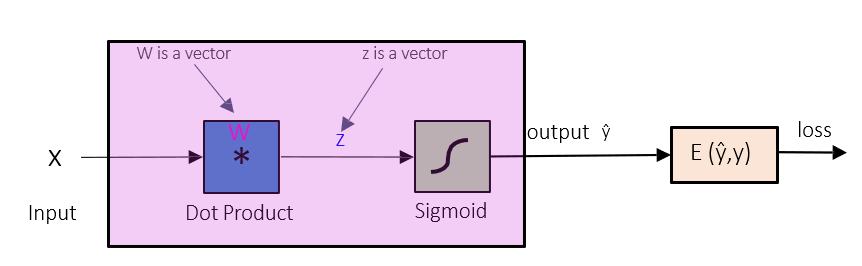 W is a vector
z is a vector
W
*
z
X
Input
Dot Product
Sigmoid
output ŷ
E (ŷ,y)
loss